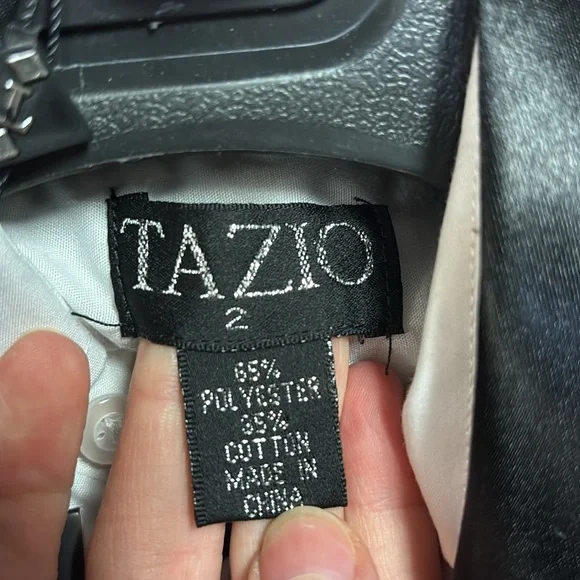 TAZIO
2
65%
POLYESTER
35%
COTTON
MADE IN
CHINA